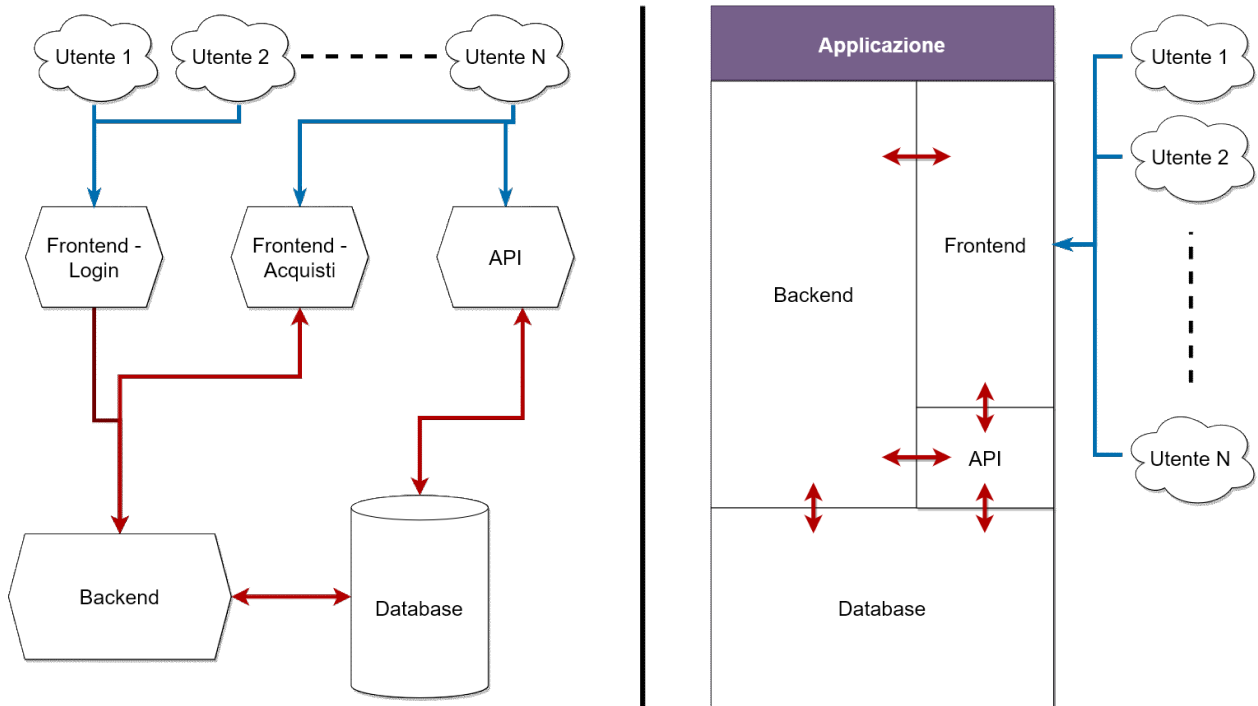 Utente 1
Utente 2
Utente N
Frontend -
Login
Frontend -
Acquisti
API
Backend
Database
Applicazione
Backend
Frontend
API
Database
Utente 1
Utente 2
Utente N